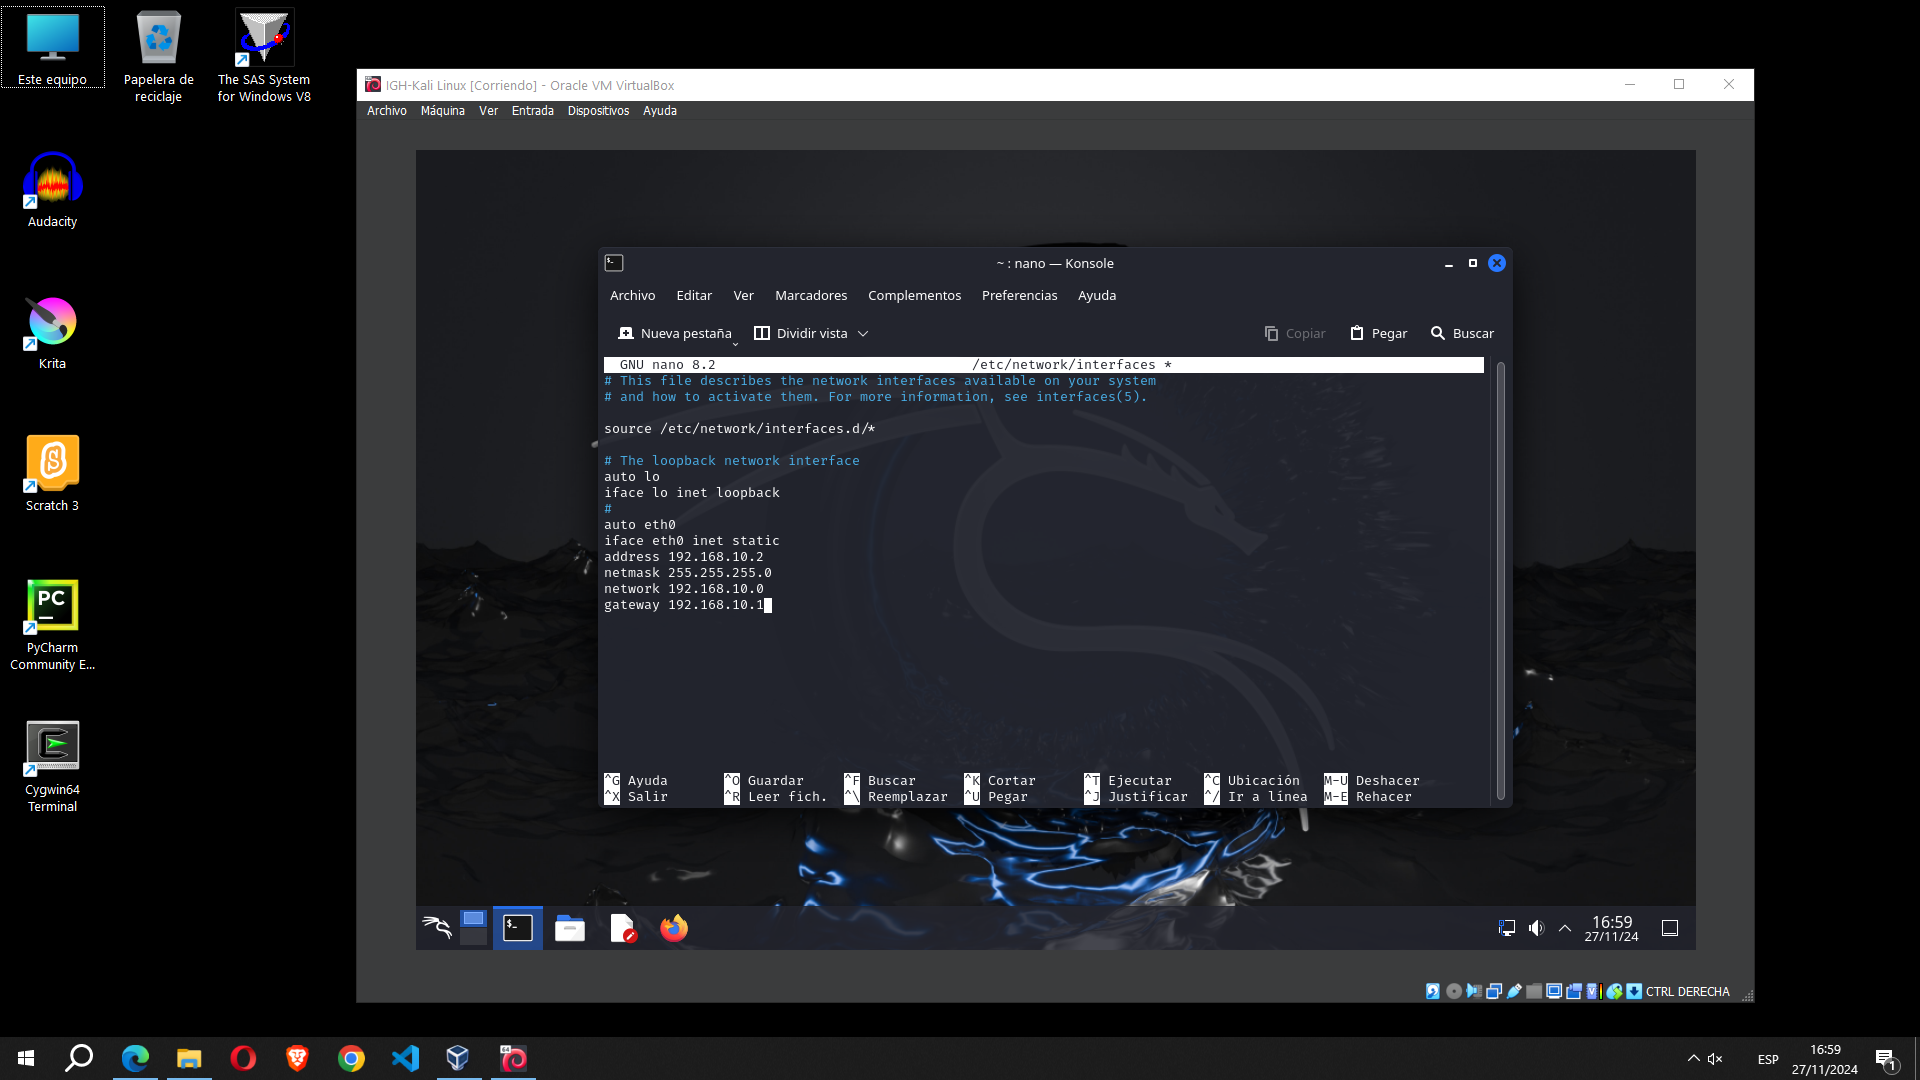 Este equipo
Papelera de
reciclaje
The SAS System
for Windows V8
Audacity
Krita
Scratch 3
PyCharm
Community E...
Cygwin64
Terminal
IGH-Kali Linux [Corriendo] - Oracle VM VirtualBox
Archivo Máquina Ver Entrada Dispositivos Ayuda
~ : nano — Konsole
Archivo Editar Ver Marcadores Complementos Preferencias Ayuda
Nueva pestaña Dividir vista Copiar Pegar Buscar
GNU nano 8.2 /etc/network/interfaces *
# This file describes the network interfaces available on your system
# and how to activate them. For more information, see interfaces(5).
source /etc/network/interfaces.d/*
# The loopback network interface
auto lo
iface lo inet loopback
#
auto eth0
iface eth0 inet static
address 192.168.10.2
netmask 255.255.255.0
network 192.168.10.0
gateway 192.168.10.1
^G Ayuda ^O Guardar ^F Buscar ^K Cortar ^T Ejecutar ^C Ubicación M-U Deshacer
^X Salir ^R Leer fich. ^\ Reemplazar ^U Pegar ^J Justificar ^/ Ir a línea M-E Rehacer
16:59
27/11/24
CTRL DERECHA
ESP
16:59
27/11/2024
1